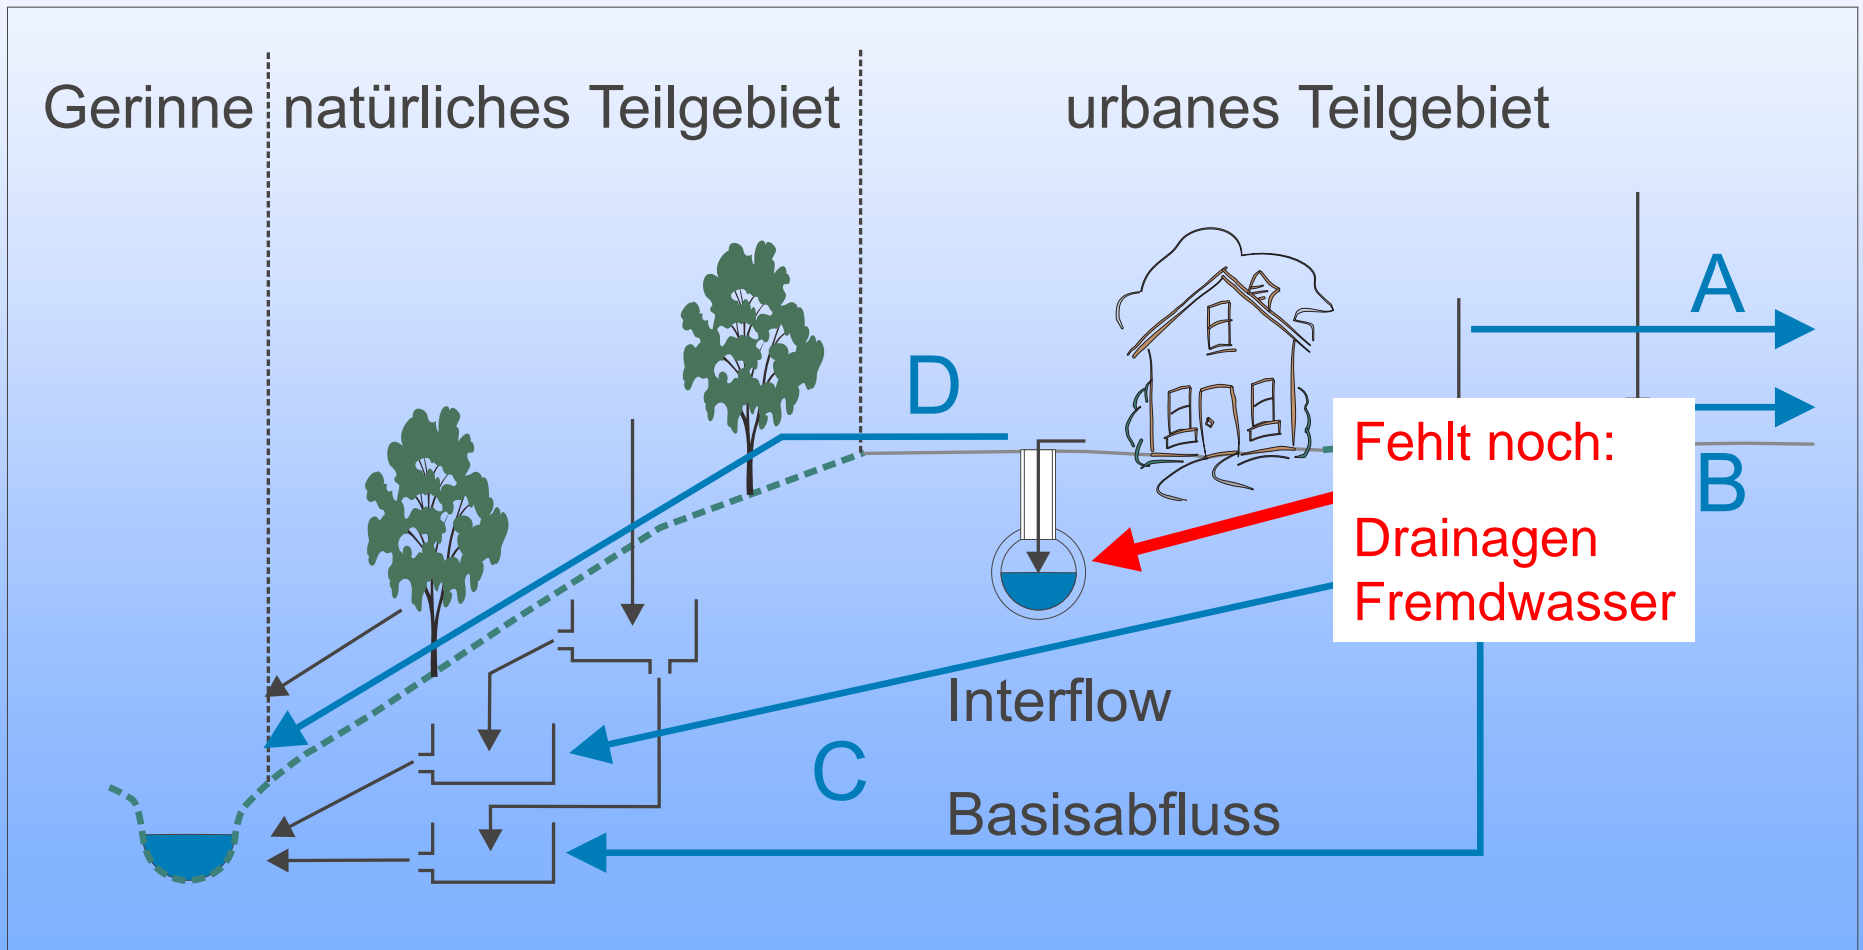 Gerinne
natürliches Teilgebiet
urbanes Teilgebiet
A
D
Fehlt noch:
B
Drainagen
Fremdwasser
Interflow
C
Basisabfluss